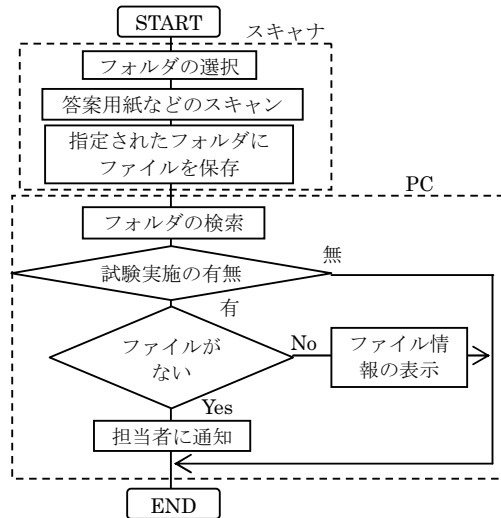 START
スキャナ
フォルダの選択
答案用紙などのスキャン
指定されたフォルダに
ファイルを保存
PC
フォルダの検索
試験実施の有無
無
有
ファイルが
ない
No
ファイル情
報の表示
Yes
担当者に通知
END